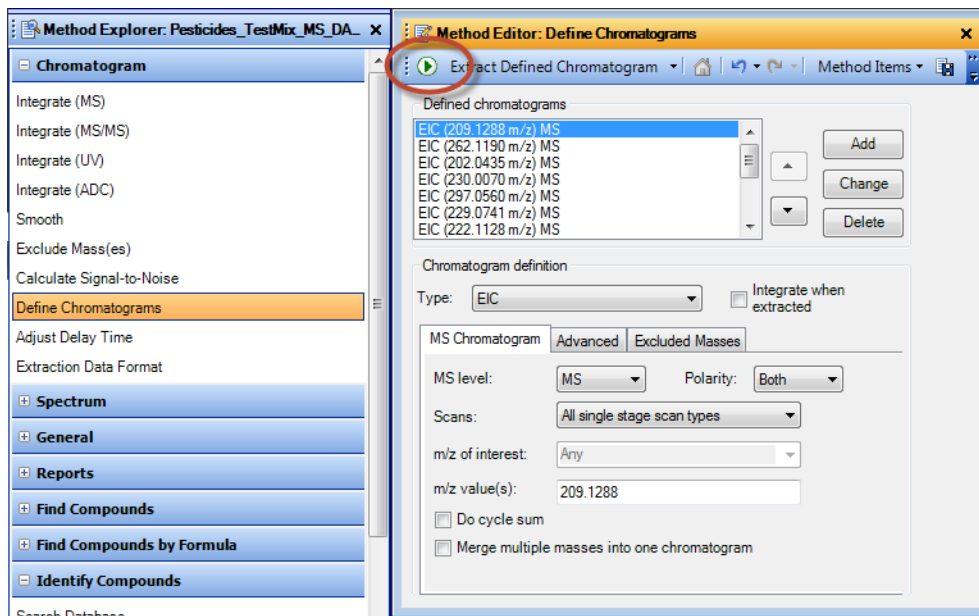 Method Explorer: Pesticides_TestMix_MS_DA_
Chromatogram
Integrate (MS)
Integrate (MS/MS)
Integrate (UV)
Integrate (ADC)
Smooth
Exclude Mass(es)
Calculate Signal-to-Noise
Define Chromatograms
Adjust Delay Time
Extraction Data Format
Spectrum
General
Reports
Find Compounds
Find Compounds by Formula
Identify Compounds
Search Database
Method Editor: Define Chromatograms
Extract Defined Chromatogram
Method Items
Defined chromatograms
EIC (209.1288 m/z) MS
EIC (262.1190 m/z) MS
EIC (202.0435 m/z) MS
EIC (230.0070 m/z) MS
EIC (297.0560 m/z) MS
EIC (229.0741 m/z) MS
EIC (222.1128 m/z) MS
Add
Change
Delete
Chromatogram definition
Type: EIC
Integrate when
extracted
MS Chromatogram Advanced Excluded Masses
MS level: MS Polarity: Both
Scans: All single stage scan types
m/z of interest: Any
m/z value(s): 209.1288
Do cycle sum
Merge multiple masses into one chromatogram